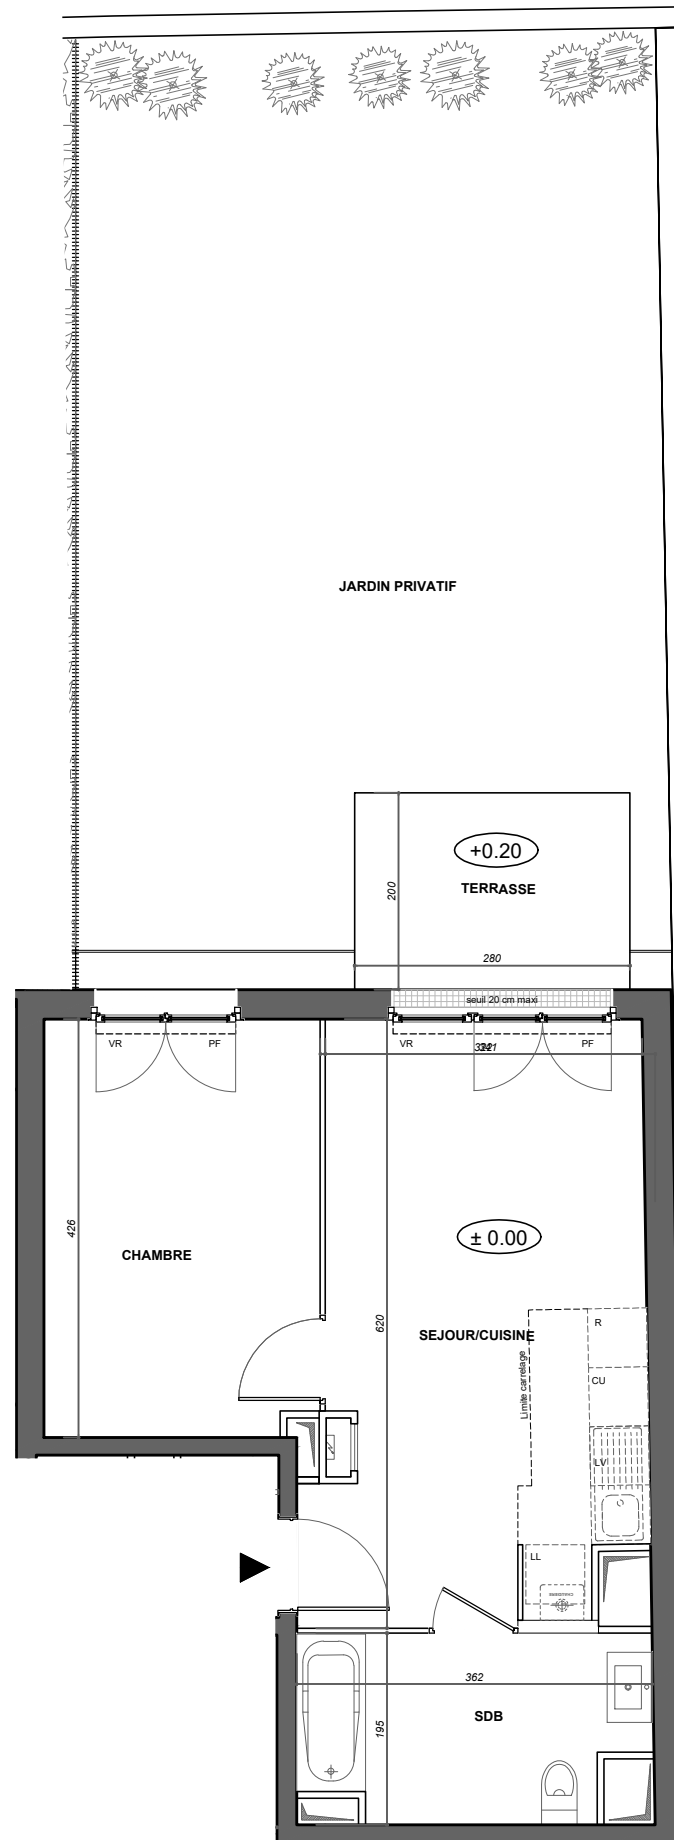 JARDIN PRIVATIF
+0.20
TERRASSE
200
280
seuil 20 cm maxi
VR
PF
VR
PF
426
CHAMBRE
± 0.00
620
SEJOUR/CUISINE
R
Limite carrelage
CU
LV
LL
CHAUDIERE
362
SDB
195